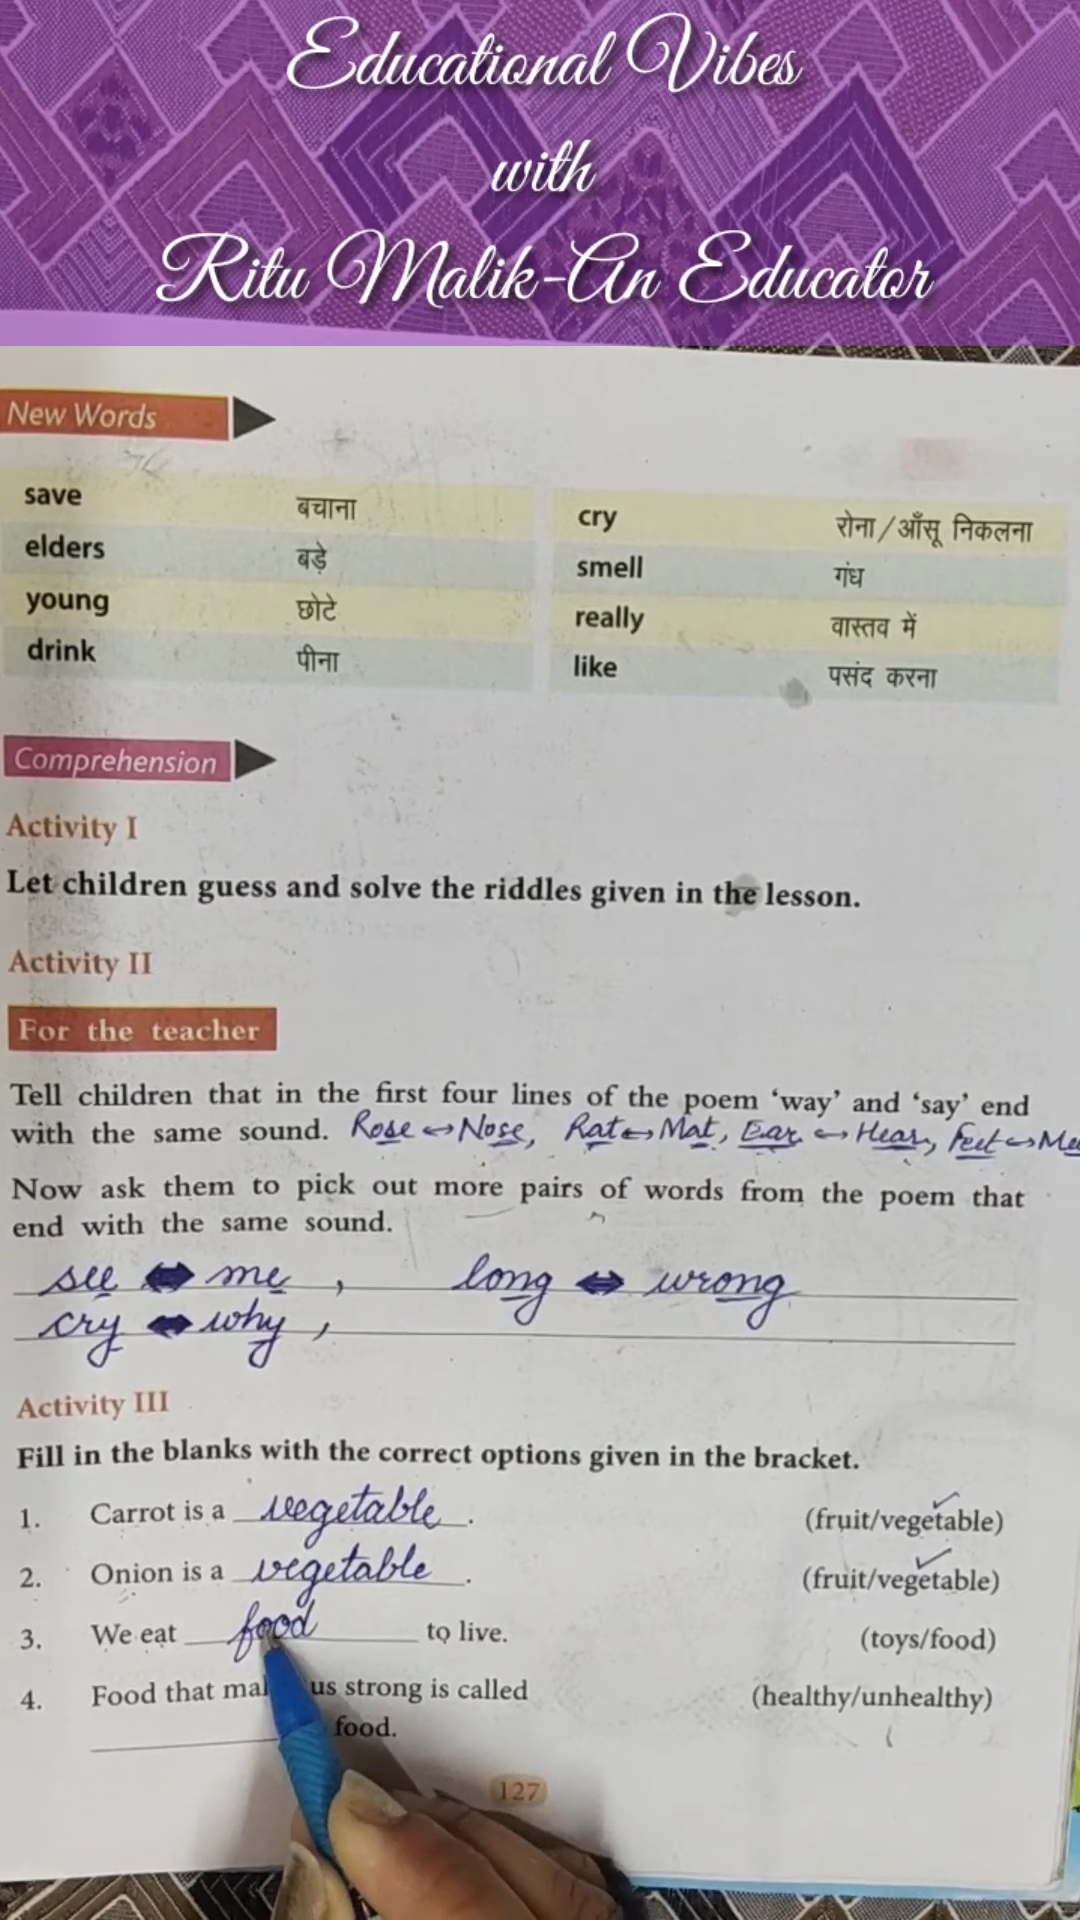 Educational Vibes
with
Ritu Malik-An Educator
New Words
save बचाना cry रोना/आँसू निकलना
elders बड़े smell गंध
young छोटे really वास्तव में
drink पीना like पसंद करना
Comprehension
Activity I
Let children guess and solve the riddles given in the lesson.
Activity II
For the teacher
Tell children that in the first four lines of the poem ‘way’ and ‘say’ end
with the same sound. Rose ↔ Nose, Rat ↔ Mat, Ear ↔ Hear, Feet ↔
Now ask them to pick out more pairs of words from the poem that
end with the same sound.
see ↔ me , long ↔ wrong
cry ↔ why ,
Activity III
Fill in the blanks with the correct options given in the bracket.
1. Carrot is a vegetable. (fruit/vegetable)
2. Onion is a vegetable. (fruit/vegetable)
3. We eat food to live. (toys/food)
4. Food that us strong is called (healthy/unhealthy)
food.
127